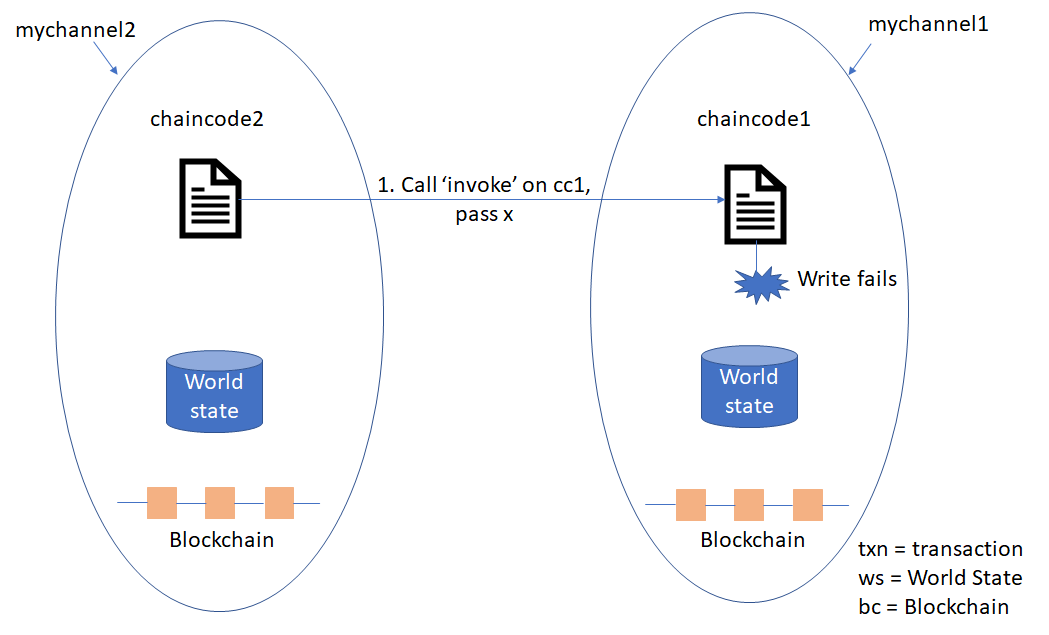 mychannel2
mychannel1
chaincode2
chaincode1
1. Call ‘invoke’ on cc1,
pass x
Write fails
World
state
World
state
Blockchain
Blockchain
txn = transaction
ws = World State
bc = Blockchain